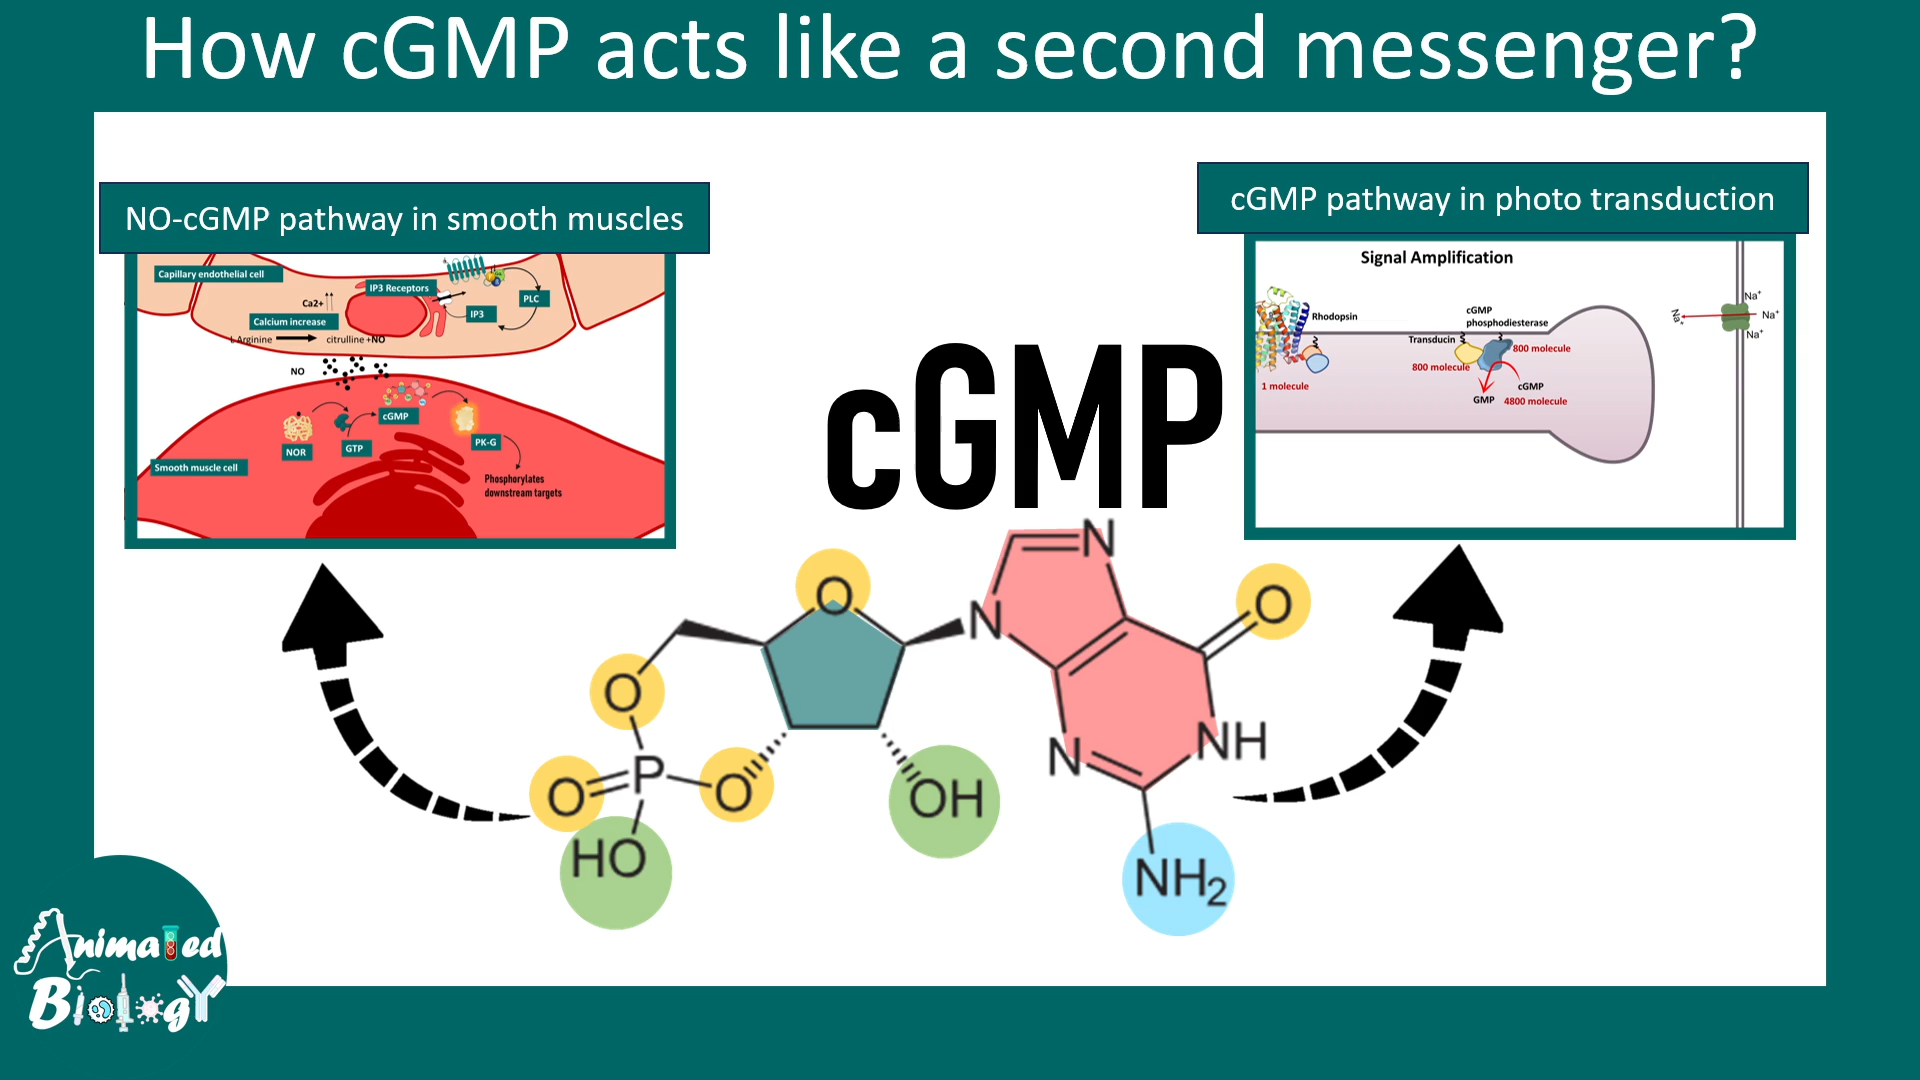 How cGMP acts like a second messenger?
NO-cGMP pathway in smooth muscles
Capillary endothelial cell
IP3 Receptors
Ca2+
PLC
IP3
Calcium increase
L Arginine
citrulline +NO
NO
cGMP
PK-G
NOR
GTP
Smooth muscle cell
Phosphorylates
downstream targets
cGMP pathway in photo transduction
Signal Amplification
Rhodopsin
1 molecule
cGMP
phosphodiesterase
Transducin
800 molecule
800 molecule
cGMP
GMP
4800 molecule
Na+
Na+
Na+
Na+
cGMP
N
O
O
N
O
NH
N
P
O
O
OH
HO
NH2
Animated
Biology